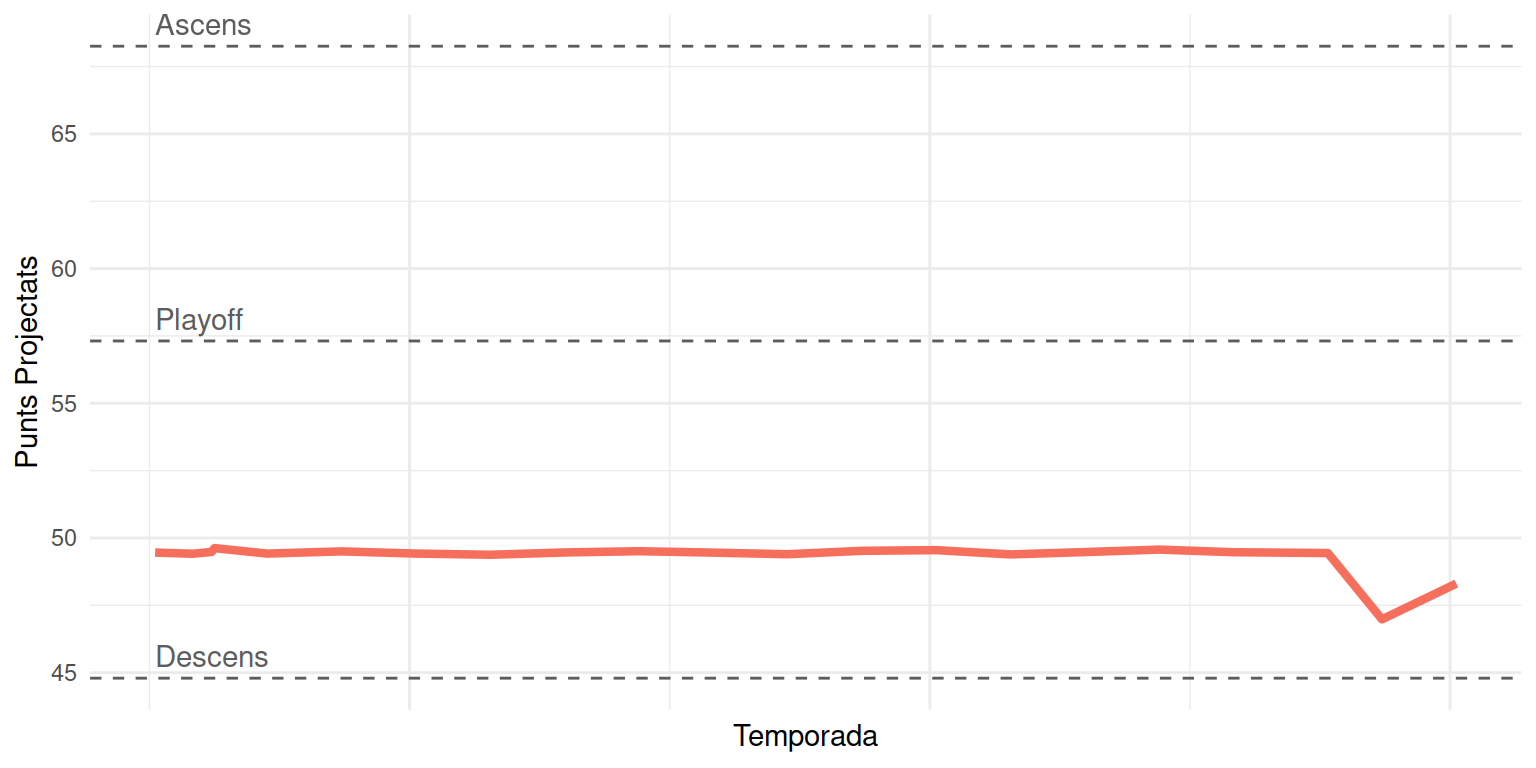 Ascens
65
60
Playoff
55
50
Descens
45
Punts Projectats
Temporada